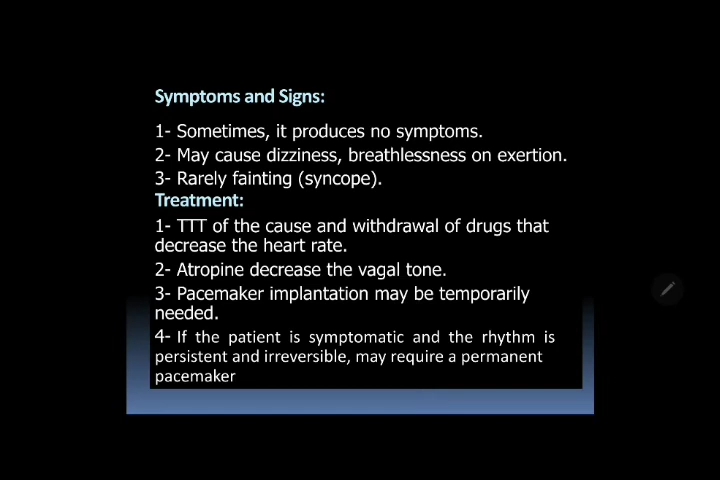 Symptoms and Signs:
1- Sometimes, it produces no symptoms.
2- May cause dizziness, breathlessness on exertion.
3- Rarely fainting (syncope).
Treatment:
1- TTT of the cause and withdrawal of drugs that
decrease the heart rate.
2- Atropine decrease the vagal tone.
3- Pacemaker implantation may be temporarily
needed.
4- If the patient is symptomatic and the rhythm is
persistent and irreversible, may require a permanent
pacemaker